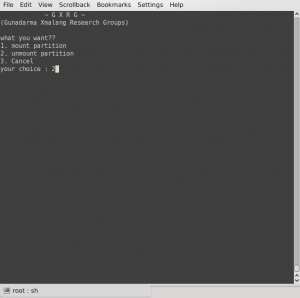 File Edit View Scrollback Bookmarks Settings Help
~ G X R G ~
(Gunadarma Xmalang Research Groups)
what you want??
1. mount partition
2. unmount partition
3. Cancel
your choice : 2
root : sh